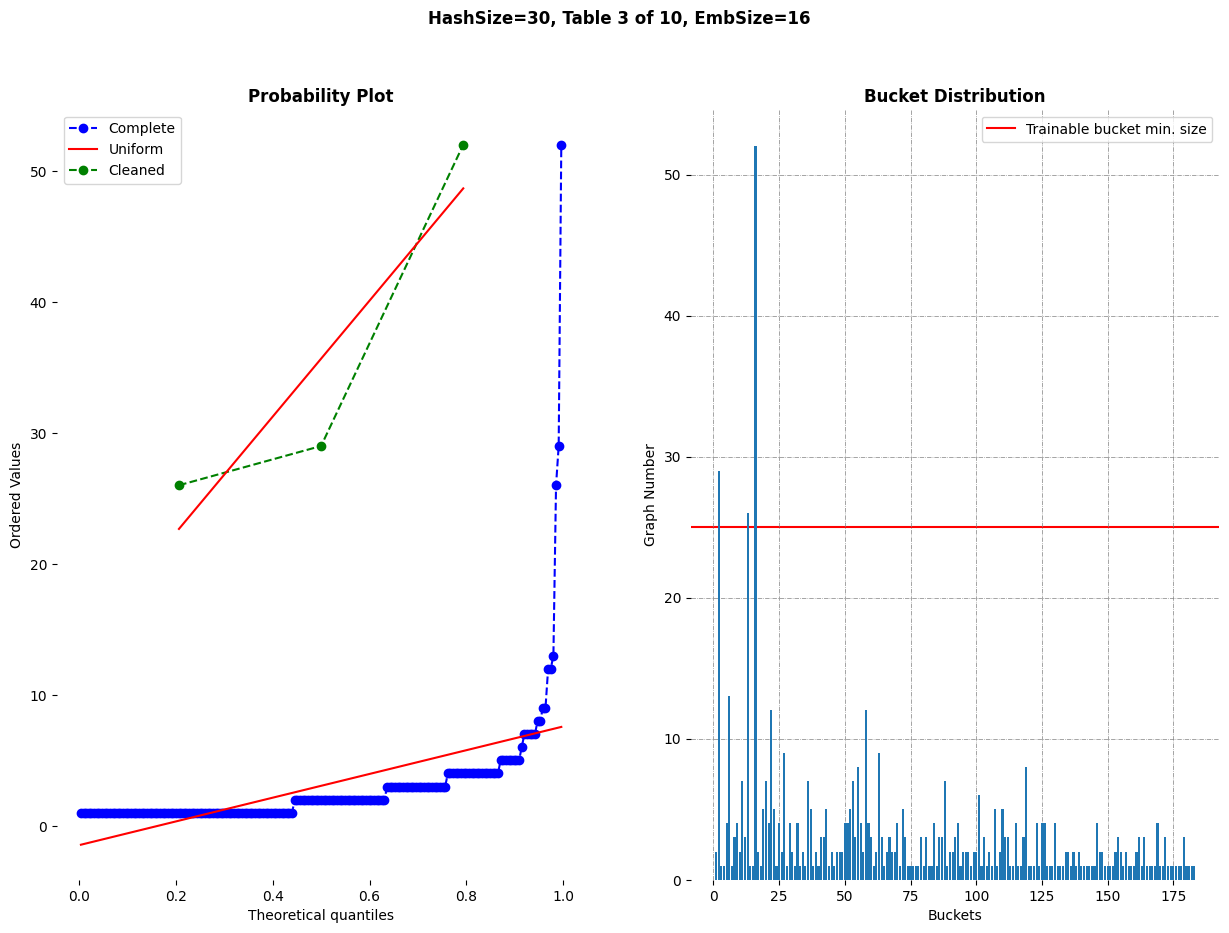 HashSize=30, Table 3 of 10, EmbSize=16
Probability Plot
Complete
Uniform
Cleaned
50
40
30
20
10
0
Ordered Values
0.0 0.2 0.4 0.6 0.8 1.0
Theoretical quantiles
Bucket Distribution
Trainable bucket min. size
50
40
30
20
10
0
Graph Number
0 25 50 75 100 125 150 175
Buckets